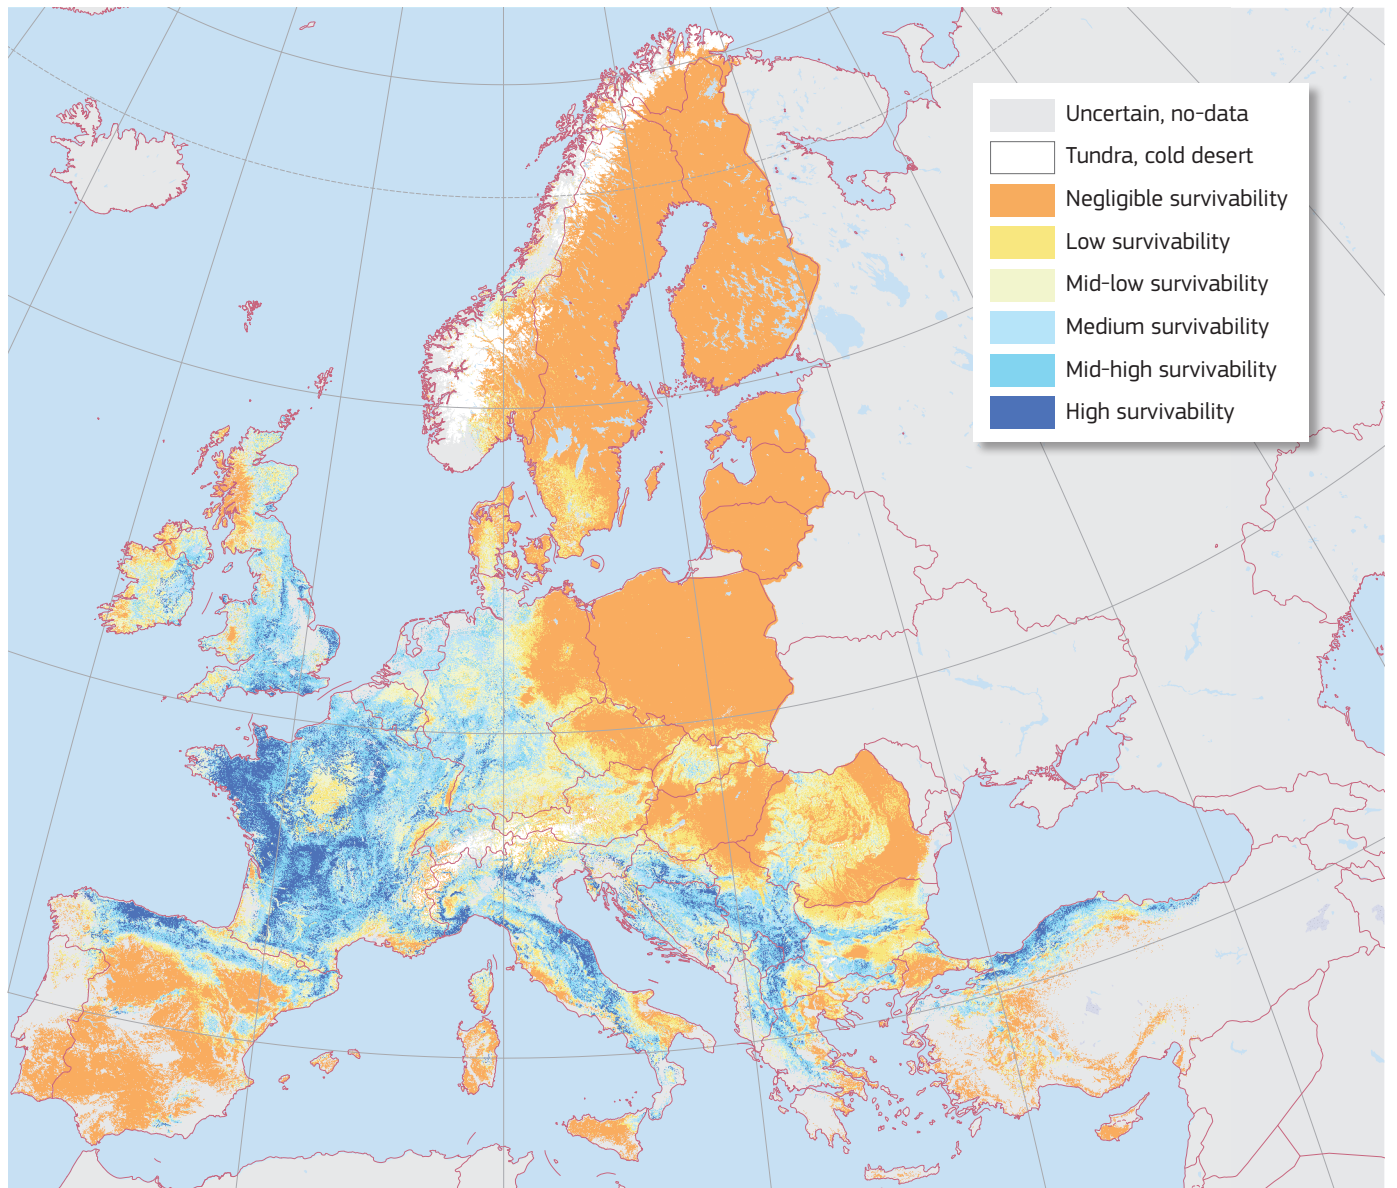 Uncertain, no-data
Tundra, cold desert
Negligible survivability
Low survivability
Mid-low survivability
Medium survivability
Mid-high survivability
High survivability